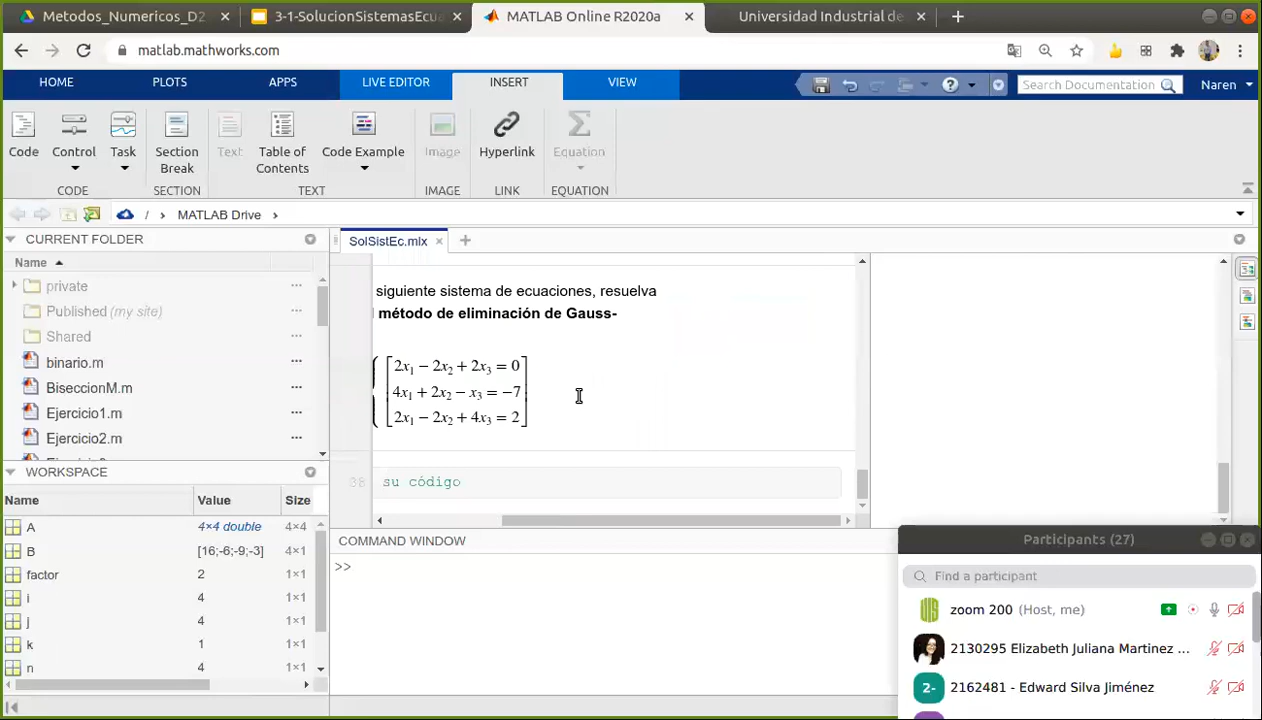 Metodos_Numericos_D2
3-1-SolucionSistemasEcua
MATLAB Online R2020a
Universidad Industrial de
matlab.mathworks.com
HOME
PLOTS
APPS
LIVE EDITOR
INSERT
VIEW
Search Documentation
Naren
Code
Control
Task
Section Break
Text
Table of Contents
Code Example
Image
Hyperlink
Equation
CODE
SECTION
TEXT
IMAGE
LINK
EQUATION
/ › MATLAB Drive ›
CURRENT FOLDER
SolSistEc.mlx
Name
private
Published (my site)
Shared
binario.m
BiseccionM.m
Ejercicio1.m
Ejercicio2.m
siguiente sistema de ecuaciones, resuelva
método de eliminación de Gauss-
2x₁ − 2x₂ + 2x₃ = 0
4x₁ + 2x₂ − x₃ = −7
2x₁ − 2x₂ + 4x₃ = 2
38 su código
WORKSPACE
Name Value Size
A 4×4 double 4×4
B [16;-6;-9;-3] 4×1
factor 2 1×1
i 4 1×1
j 4 1×1
k 1 1×1
n 4 1×1
COMMAND WINDOW
>>
Participants (27)
Find a participant
zoom 200 (Host, me)
2130295 Elizabeth Juliana Martinez ...
2- 2162481 - Edward Silva Jiménez